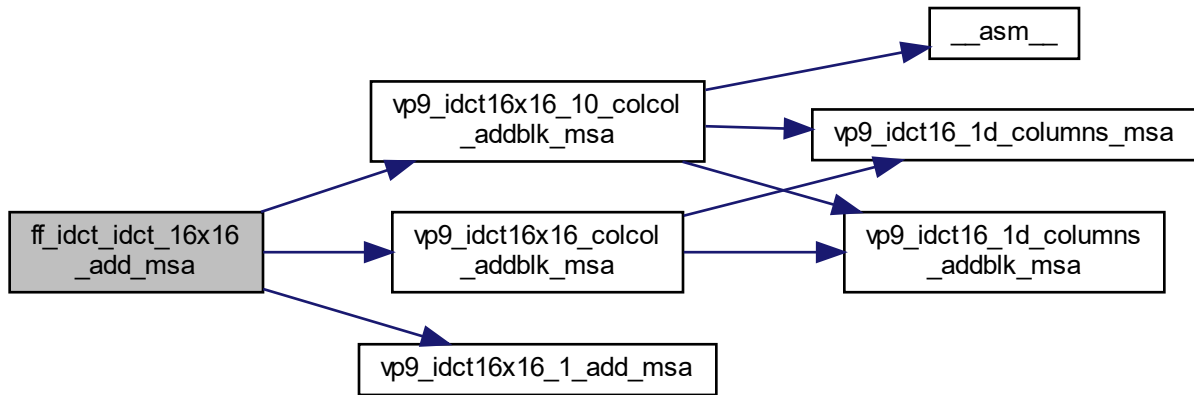 ff_idct_idct_16x16
_add_msa
vp9_idct16x16_10_colcol
_addblk_msa
vp9_idct16x16_colcol
_addblk_msa
vp9_idct16x16_1_add_msa
__asm__
vp9_idct16_1d_columns_msa
vp9_idct16_1d_columns
_addblk_msa